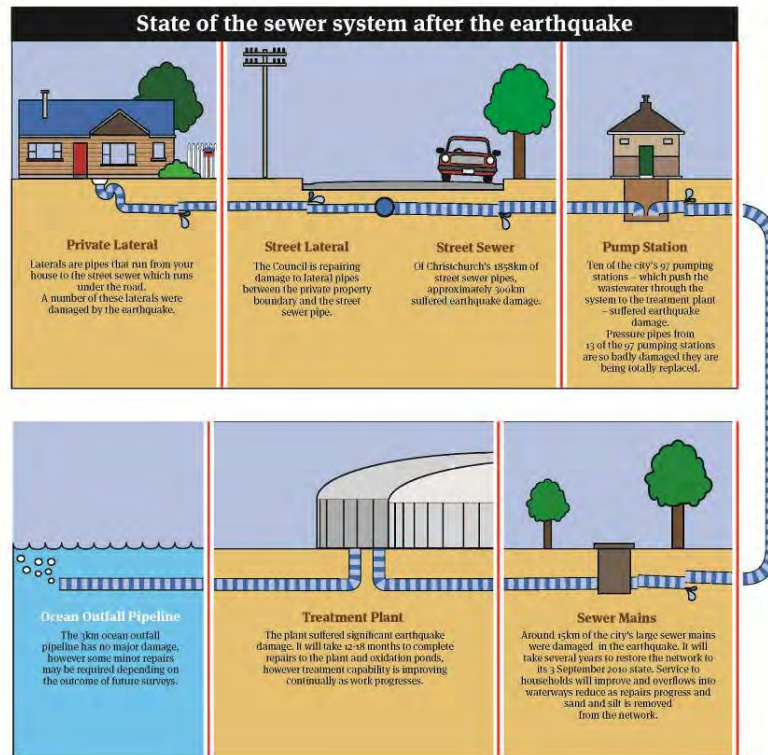 State of the sewer system after the earthquake
Private Lateral
Laterals are pipes that run from your
house to the street sewer which runs
under the road.
A number of these laterals were
damaged by the earthquake.
Street Lateral
The Council is repairing
damage to lateral pipes
between the private property
boundary and the street
sewer pipe.
Street Sewer
Of Christchurch's 1858km of
street sewer pipes,
approximately 300km
suffered earthquake damage.
Pump Station
Ten of the city's 97 pumping
stations – which push the
wastewater through the
system to the treatment plant
– suffered earthquake
damage.
Pressure pipes from
13 of the 97 pumping stations
are so badly damaged they are
being totally replaced.
Ocean Outfall Pipeline
The 3km ocean outfall
pipeline has no major damage,
however some minor repairs
may be required depending on
the outcome of future surveys.
Treatment Plant
The plant suffered significant earthquake
damage. It will take 12-18 months to complete
repairs to the plant and oxidation ponds,
however treatment capability is improving
continually as work progresses.
Sewer Mains
Around 15km of the city's large sewer mains
were damaged in the earthquake. It will
take several years to restore the network to
its 3 September 2010 state. Service to
households will improve and overflows into
waterways reduce as repairs progress and
sand and silt is removed
from the network.